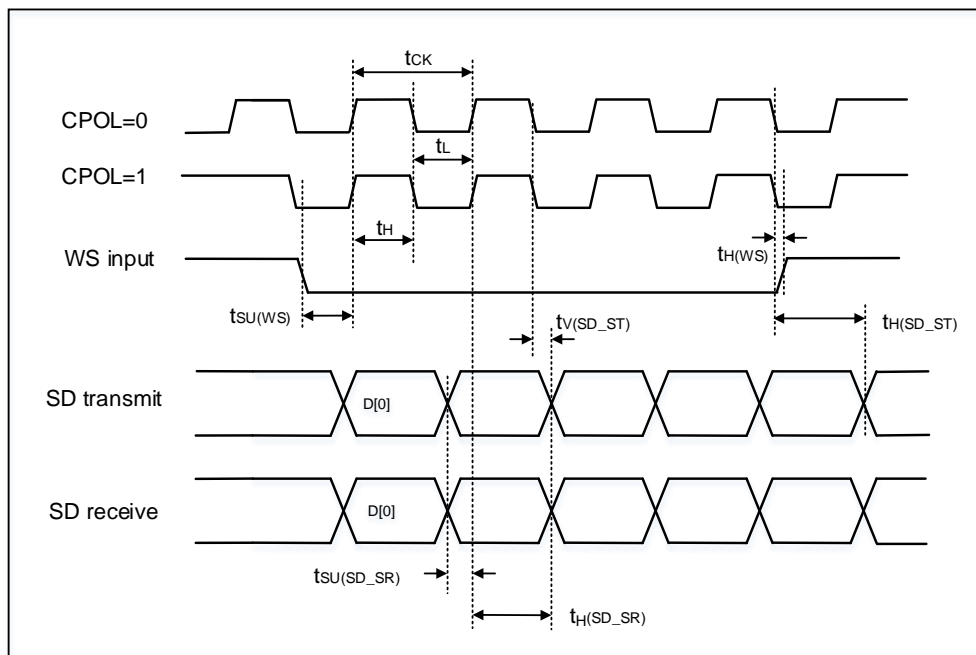 tCK
CPOL=0
tL
CPOL=1
tH
tH(WS)
WS input
tSU(WS)
tV(SD_ST)
tH(SD_ST)
SD transmit
D[0]
SD receive
D[0]
tSU(SD_SR)
tH(SD_SR)